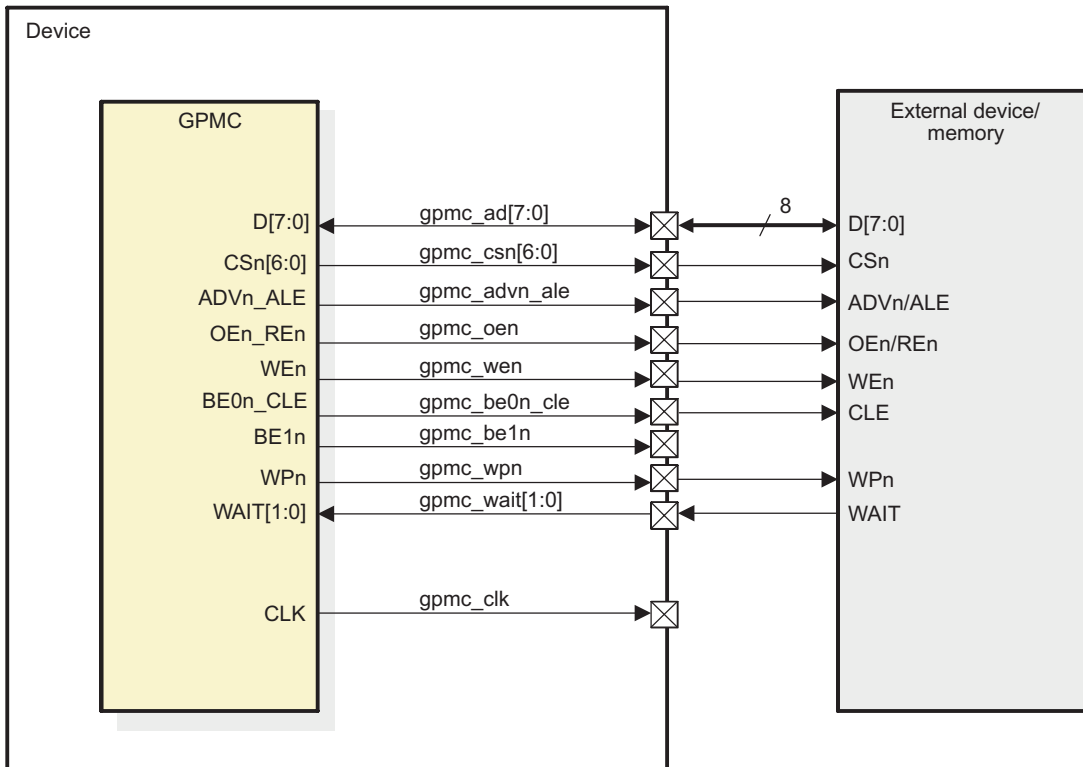 Device
GPMC
External device/
memory
D[7:0] gpmc_ad[7:0] 8 D[7:0]
CSn[6:0] gpmc_csn[6:0] CSn
ADVn_ALE gpmc_advn_ale ADVn/ALE
OEn_REn gpmc_oen OEn/REn
WEn gpmc_wen WEn
BE0n_CLE gpmc_be0n_cle CLE
BE1n gpmc_be1n
WPn gpmc_wpn WPn
WAIT[1:0] gpmc_wait[1:0] WAIT
CLK gpmc_clk